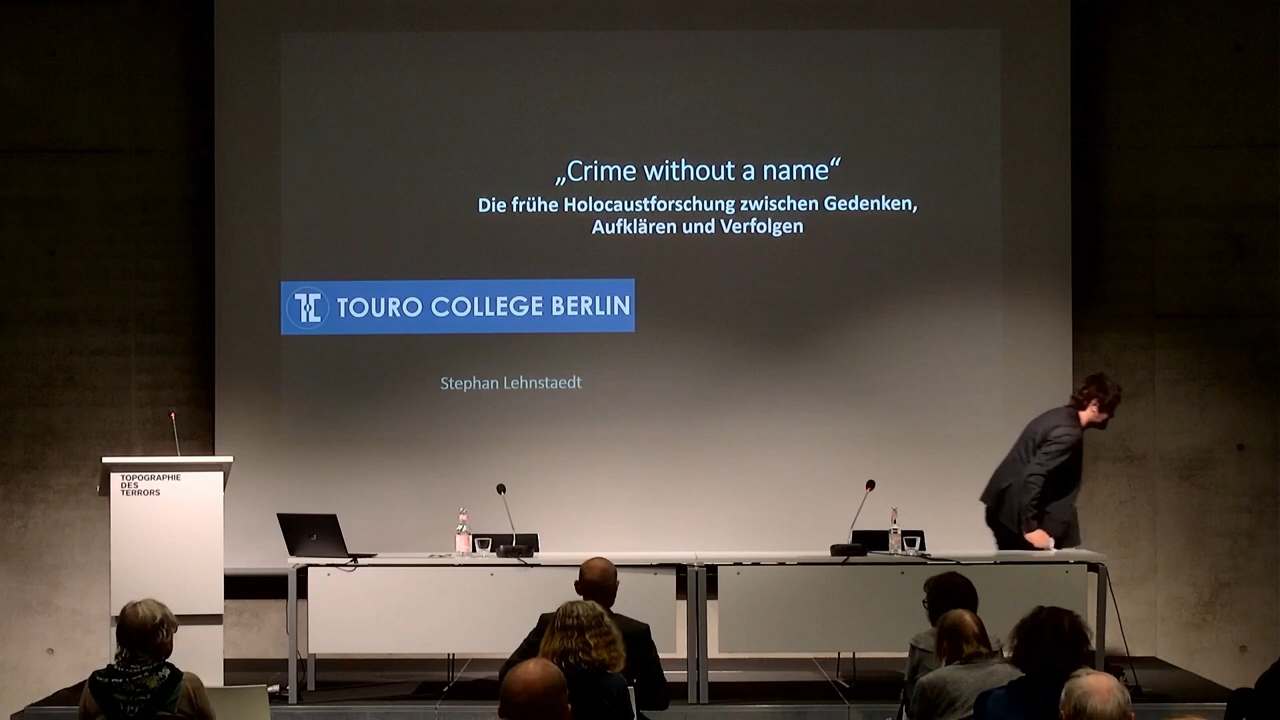 „Crime without a name“
Die frühe Holocaustforschung zwischen Gedenken,
Aufklären und Verfolgen
TC TOURO COLLEGE BERLIN
Stephan Lehnstaedt
TOPOGRAPHIE
DES
TERRORS